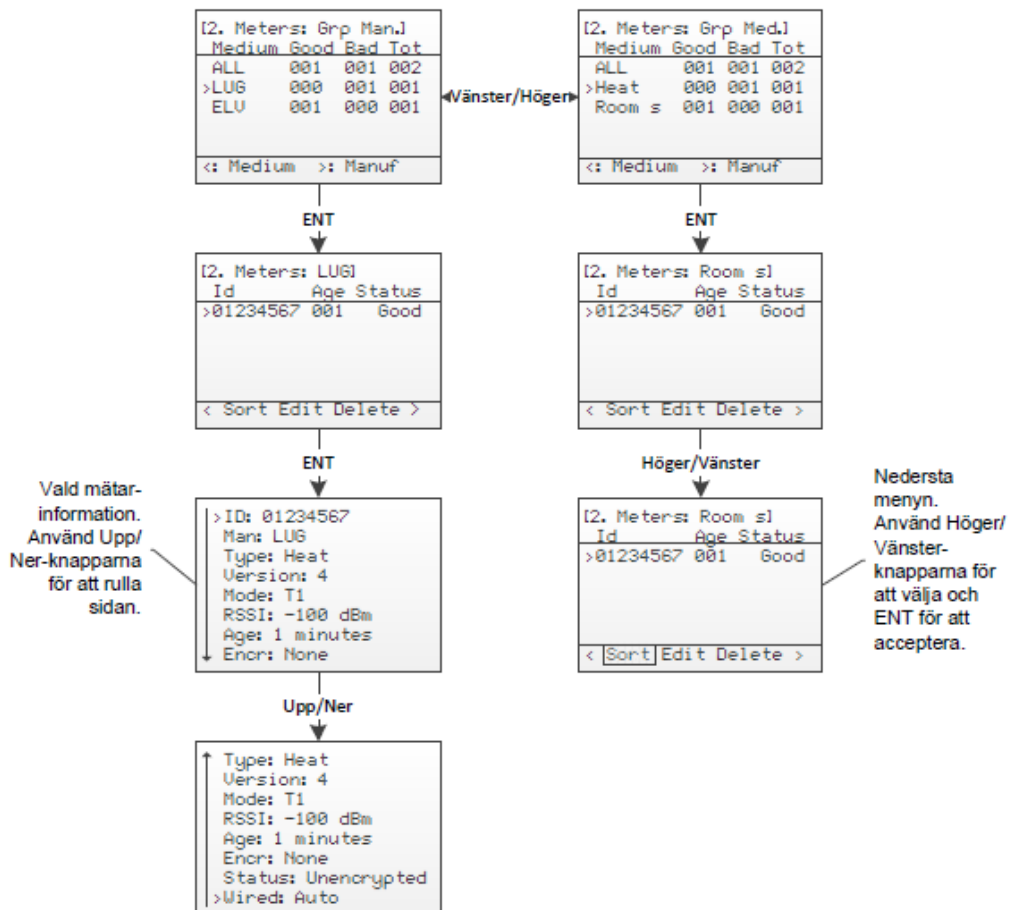 [2. Meters: Grp Man.]
Medium Good Bad Tot
ALL 001 001 002
>LUG 000 001 001
ELV 001 000 001
<: Medium >: Manuf
Vänster/Höger
[2. Meters: Grp Med.]
Medium Good Bad Tot
ALL 001 001 002
>Heat 000 001 001
Room s 001 000 001
<: Medium >: Manuf
ENT
ENT
[2. Meters: LUG]
Id Age Status
>01234567 001 Good
< Sort Edit Delete >
[2. Meters: Room s]
Id Age Status
>01234567 001 Good
< Sort Edit Delete >
ENT
Höger/Vänster
Vald mätar-
information.
Använd Upp/
Ner-knapparna
för att rulla
sidan.
>ID: 01234567
Man: LUG
Type: Heat
Version: 4
Mode: T1
RSSI: -100 dBm
Age: 1 minutes
Encr: None
[2. Meters: Room s]
Id Age Status
>01234567 001 Good
< Sort Edit Delete >
Nedersta
menyn.
Använd Höger/
Vänster-
knapparna för
att välja och
ENT för att
acceptera.
Upp/Ner
Type: Heat
Version: 4
Mode: T1
RSSI: -100 dBm
Age: 1 minutes
Encr: None
Status: Unencrypted
>Wired: Auto